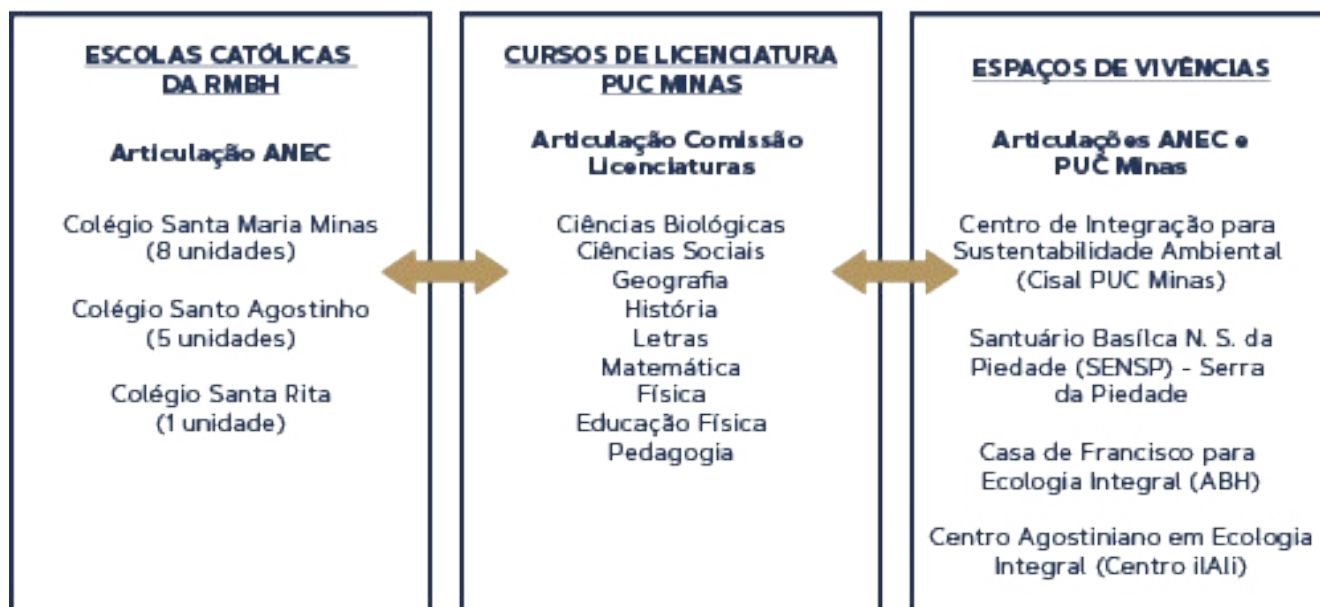 ESCOLAS CATÓLICAS
DA RMBH
Articulação ANEC
Colégio Santa Maria Minas
(8 unidades)
Colégio Santo Agostinho
(5 unidades)
Colégio Santa Rita
(1 unidade)
CURSOS DE LICENCIATURA
PUC MINAS
Articulação Comissão
Licenciaturas
Ciências Biológicas
Ciências Sociais
Geografia
História
Letras
Matemática
Física
Educação Física
Pedagogia
ESPAÇOS DE VIVÊNCIAS
Articulações ANEC e
PUC Minas
Centro de Integração para
Sustentabilidade Ambiental
(Cisal PUC Minas)
Santuário Basílca N. S. da
Piedade (SENSP) - Serra
da Piedade
Casa de Francisco para
Ecologia Integral (ABH)
Centro Agostiniano em Ecologia
Integral (Centro ilAli)